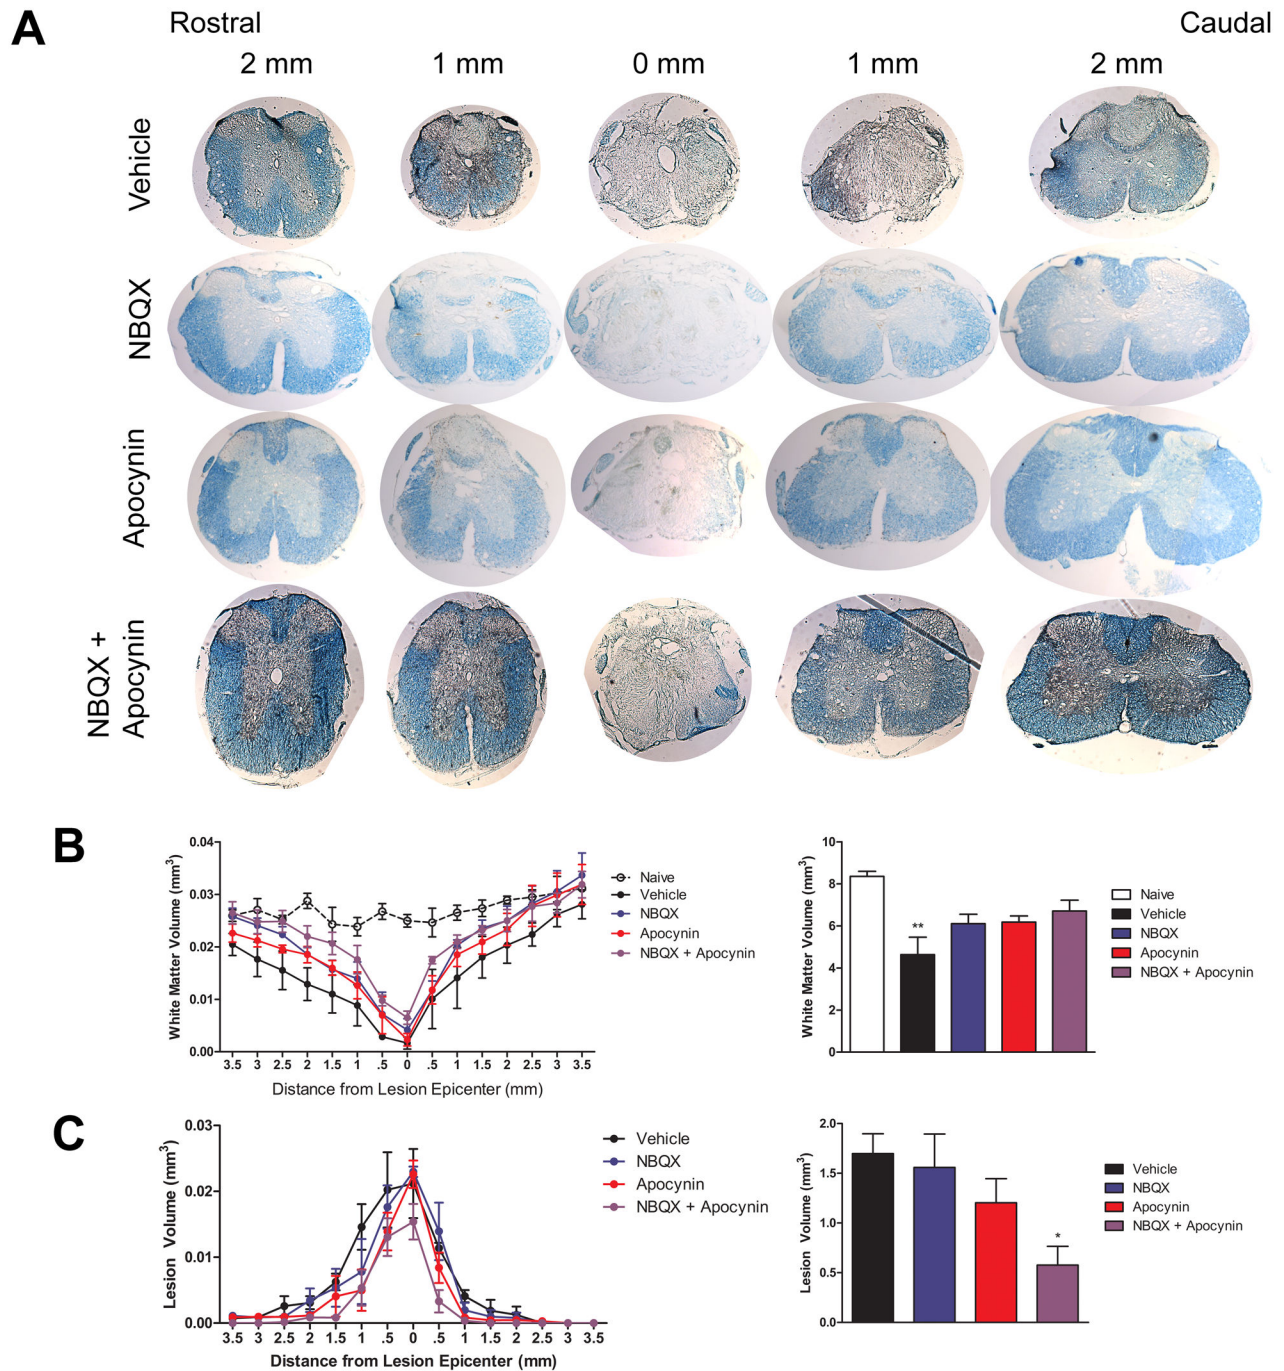 A
Rostral Caudal
2 mm 1 mm 0 mm 1 mm 2 mm
Vehicle
NBQX
Apocynin
NBQX +
Apocynin
B
White Matter Volume (mm³)
0.04
0.03
0.02
0.01
0.00
3.5 3 2.5 2 1.5 1 .5 0 .5 1 1.5 2 2.5 3 3.5
Distance from Lesion Epicenter (mm)
Naive
Vehicle
NBQX
Apocynin
NBQX + Apocynin
White Matter Volume (mm³)
10
8
6
4
2
0
**
Naive
Vehicle
NBQX
Apocynin
NBQX + Apocynin
C
Lesion Volume (mm³)
0.03
0.02
0.01
0.00
3.5 3 2.5 2 1.5 1 .5 0 .5 1 1.5 2 2.5 3 3.5
Distance from Lesion Epicenter (mm)
Vehicle
NBQX
Apocynin
NBQX + Apocynin
Lesion Volume (mm³)
2.0
1.5
1.0
0.5
0.0
*
Vehicle
NBQX
Apocynin
NBQX + Apocynin